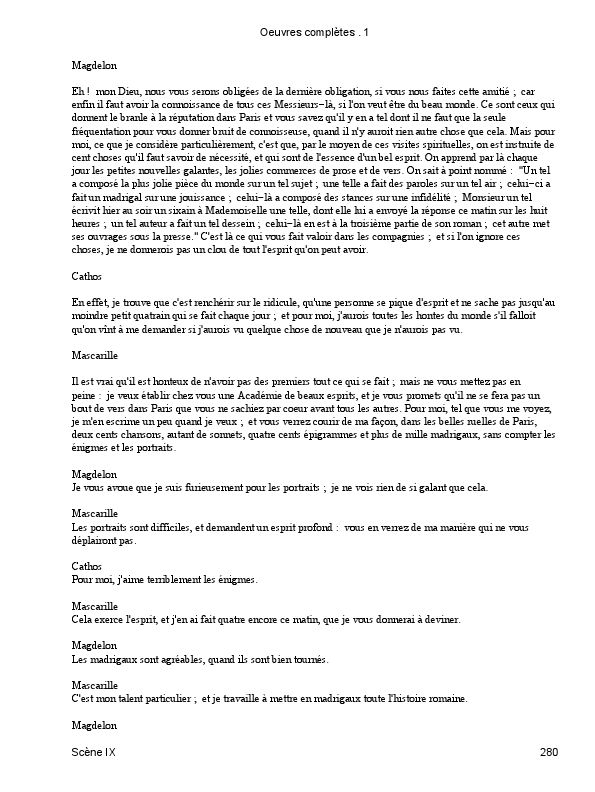 Oeuvres complètes . 1
Magdelon
Eh ! mon Dieu, nous vous serons obligées de la dernière obligation, si vous nous faites cette amitié ; car
enfin il faut avoir la connoissance de tous ces Messieurs−là, si l'on veut être du beau monde. Ce sont ceux qui
donnent le branle à la réputation dans Paris et vous savez qu'il y en a tel dont il ne faut que la seule
fréquentation pour vous donner bruit de connoisseuse, quand il n'y auroit rien autre chose que cela. Mais pour
moi, ce que je considère particulièrement, c'est que, par le moyen de ces visites spirituelles, on est instruite de
cent choses qu'il faut savoir de nécessité, et qui sont de l'essence d'un bel esprit. On apprend par là chaque
jour les petites nouvelles galantes, les jolies commerces de prose et de vers. On sait à point nommé : "Un tel
a composé la plus jolie pièce du monde sur un tel sujet ; une telle a fait des paroles sur un tel air ; celui−ci a
fait un madrigal sur une jouissance ; celui−là a composé des stances sur une infidélité ; Monsieur un tel
écrivit hier au soir un sixain à Mademoiselle une telle, dont elle lui a envoyé la réponse ce matin sur les huit
heures ; un tel auteur a fait un tel dessein ; celui−là en est à la troisième partie de son roman ; cet autre met
ses ouvrages sous la presse." C'est là ce qui vous fait valoir dans les compagnies ; et si l'on ignore ces
choses, je ne donnerois pas un clou de tout l'esprit qu'on peut avoir.
Cathos
En effet, je trouve que c'est renchérir sur le ridicule, qu'une personne se pique d'esprit et ne sache pas jusqu'au
moindre petit quatrain qui se fait chaque jour ; et pour moi, j'aurois toutes les hontes du monde s'il falloit
qu'on vînt à me demander si j'aurois vu quelque chose de nouveau que je n'aurois pas vu.
Mascarille
Il est vrai qu'il est honteux de n'avoir pas des premiers tout ce qui se fait ; mais ne vous mettez pas en
peine : je veux établir chez vous une Académie de beaux esprits, et je vous promets qu'il ne se fera pas un
bout de vers dans Paris que vous ne sachiez par coeur avant tous les autres. Pour moi, tel que vous me voyez,
je m'en escrime un peu quand je veux ; et vous verrez courir de ma façon, dans les belles ruelles de Paris,
deux cents chansons, autant de sonnets, quatre cents épigrammes et plus de mille madrigaux, sans compter les
énigmes et les portraits.
Magdelon
Je vous avoue que je suis furieusement pour les portraits ; je ne vois rien de si galant que cela.
Mascarille
Les portraits sont difficiles, et demandent un esprit profond : vous en verrez de ma manière qui ne vous
déplairont pas.
Cathos
Pour moi, j'aime terriblement les énigmes.
Mascarille
Cela exerce l'esprit, et j'en ai fait quatre encore ce matin, que je vous donnerai à deviner.
Magdelon
Les madrigaux sont agréables, quand ils sont bien tournés.
Mascarille
C'est mon talent particulier ; et je travaille à mettre en madrigaux toute l'histoire romaine.
Magdelon
Scène IX 280